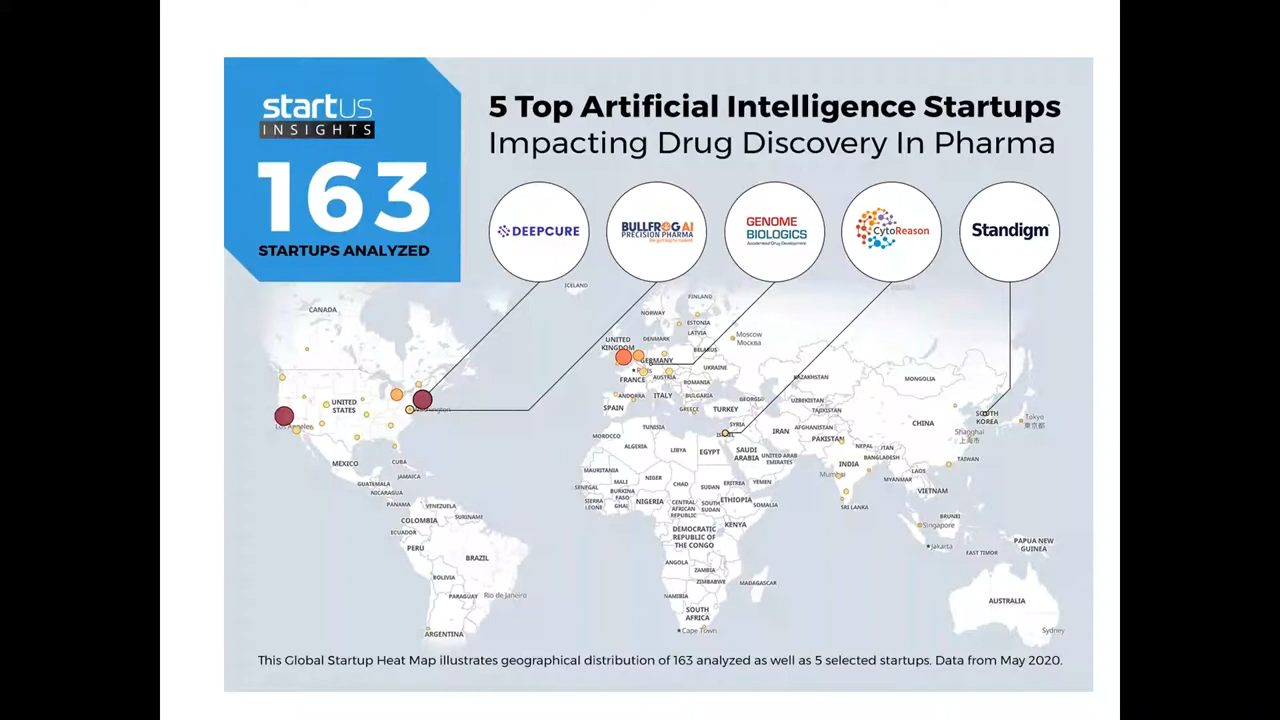 startus
INSIGHTS
163
STARTUPS ANALYZED
5 Top Artificial Intelligence Startups
Impacting Drug Discovery In Pharma
DEEPCURE
BULLFROG AI
PRECISION PHARMA
GENOME
BIOLOGICS
Accelerated Drug Development
CytoReason
Standigm
ICELAND
FINLAND
CANADA
NORWAY
ESTONIA
LATVIA
Moscow
Москва
UNITED
KINGDOM
DENMARK
BELARUS
GERMANY
UKRAINE
FRANCE
AUSTRIA
ROMANIA
KAZAKHSTAN
MONGOLIA
ANDORRA
ITALY
BULGARIA
UZBEKISTAN
UNITED
STATES
Washington
SPAIN
GREECE
TURKEY
GEORGIA
TAJIKISTAN
SOUTH
KOREA
Tokyo
東京都
Los Angeles
TUNISIA
SYRIA
ISRAEL
IRAN
AFGHANISTAN
CHINA
Shanghai
上海市
MOROCCO
PAKISTAN
ALGERIA
LIBYA
EGYPT
SAUDI
ARABIA
UNITED ARAB
EMIRATES
NEPAL
BANGLADESH
TAIWAN
MEXICO
CUBA
INDIA
LAOS
MYANMAR
JAMAICA
MAURITANIA
MALI
NIGER
CHAD
SUDAN
ERITREA
YEMEN
Mumbai
GUATEMALA
NICARAGUA
SENEGAL
BURKINA
FASO
VIETNAM
PANAMA
VENEZUELA
SIERRA
LEONE
NIGERIA
CENTRAL
AFRICAN
REPUBLIC
SOUTH
SUDAN
ETHIOPIA
SOMALIA
SRI LANKA
SURINAME
COLOMBIA
ECUADOR
KENYA
BRUNEI
Singapore
DEMOCRATIC
REPUBLIC OF
THE CONGO
PERU
BRAZIL
Jakarta
EAST TIMOR
PAPUA NEW
GUINEA
ANGOLA
ZAMBIA
BOLIVIA
ZIMBABWE
MADAGASCAR
PARAGUAY
Rio de Janeiro
NAMIBIA
AUSTRALIA
SOUTH
AFRICA
ARGENTINA
Cape Town
Sydney
This Global Startup Heat Map illustrates geographical distribution of 163 analyzed as well as 5 selected startups. Data from May 2020.